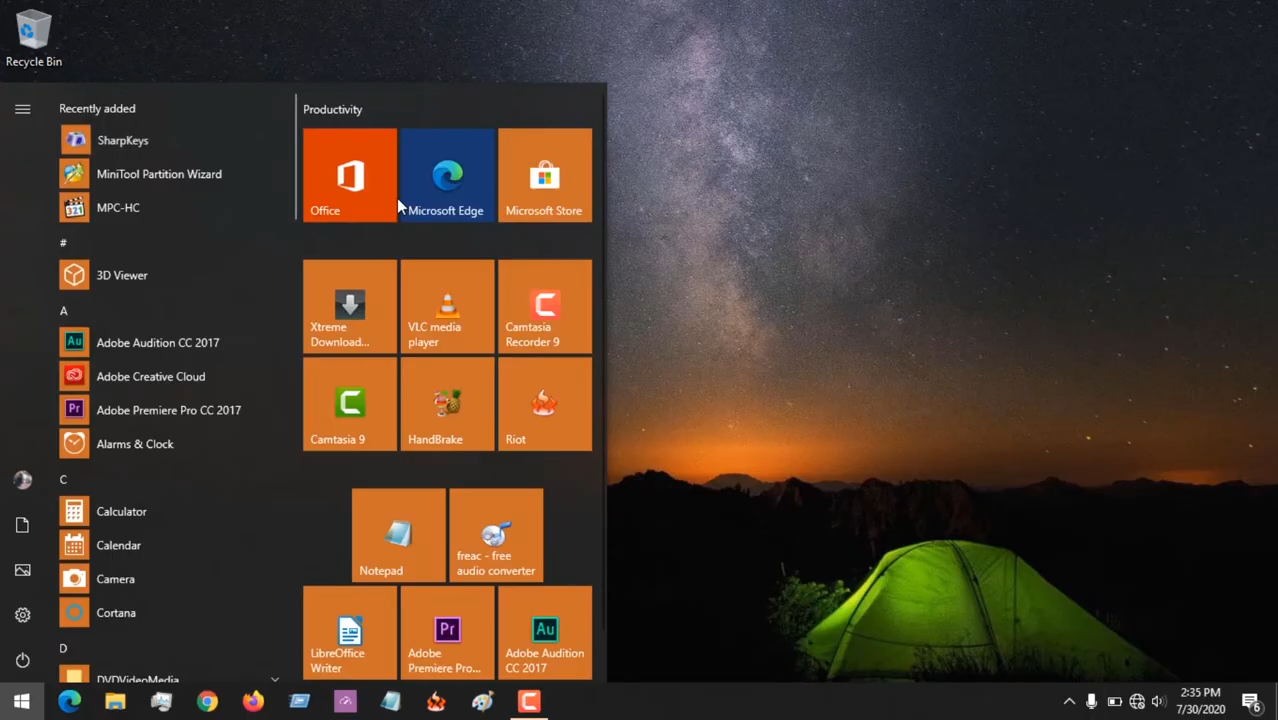 Recycle Bin
Recently added
SharpKeys
MiniTool Partition Wizard
MPC-HC
#
3D Viewer
A
Adobe Audition CC 2017
Adobe Creative Cloud
Adobe Premiere Pro CC 2017
Alarms & Clock
C
Calculator
Calendar
Camera
Cortana
D
DVDVideoMedia
Productivity
Office
Microsoft Edge
Microsoft Store
Xtreme
Download...
VLC media
player
Camtasia
Recorder 9
Camtasia 9
HandBrake
Riot
Notepad
freac - free
audio converter
LibreOffice
Writer
Adobe
Premiere Pro...
Adobe Audition
CC 2017
2:35 PM
7/30/2020
6